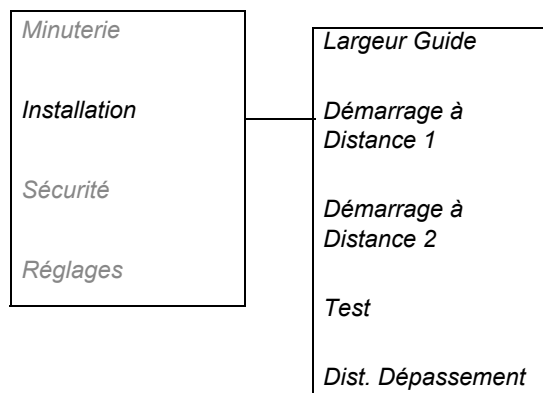 Minuterie
Installation
Sécurité
Réglages
Largeur Guide
Démarrage à
Distance 1
Démarrage à
Distance 2
Test
Dist. Dépassement